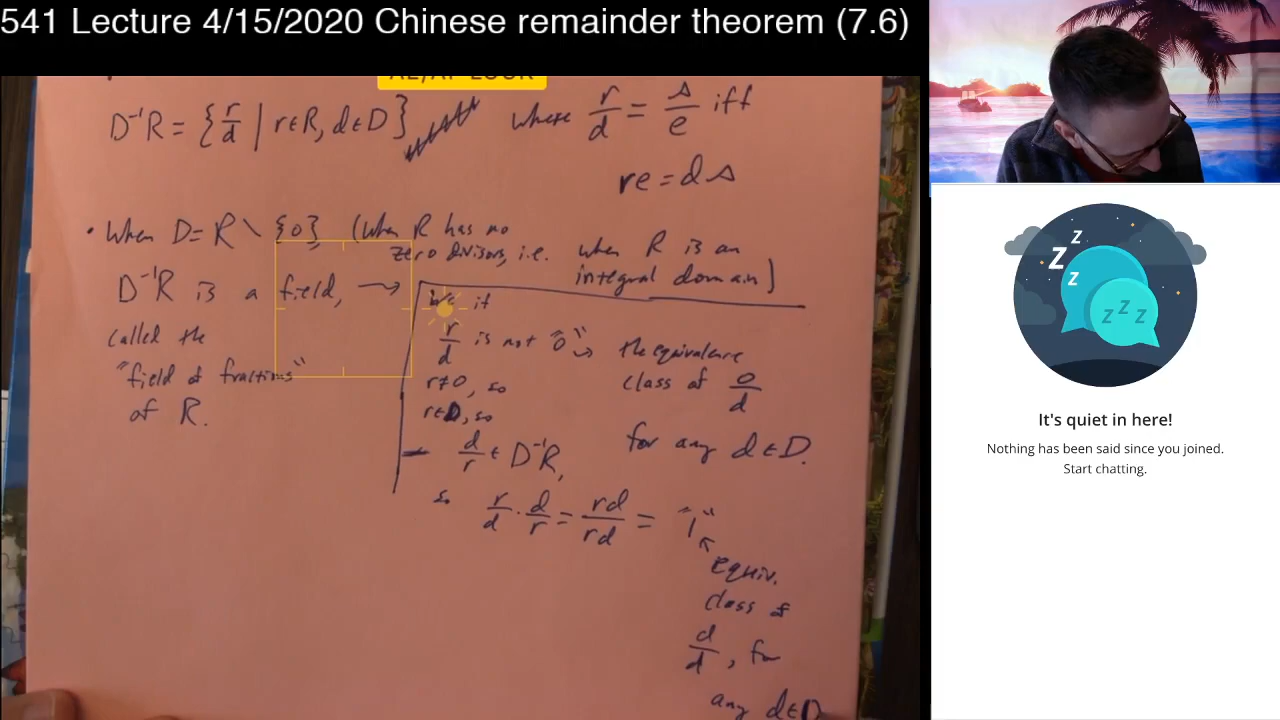 541 Lecture 4/15/2020 Chinese remainder theorem (7.6)
AE/AF LOCK
D⁻¹R = { r/d | r∈R, d∈D } where r/d = s/e iff
re = ds
• When D = R \ {0} (when R has no
zero divisors, i.e. when R is an
integral domain)
D⁻¹R is a field, →
called the
"field of fractions"
of R.
b/c if
r/d is not "0" → the equivalence
class of 0/d
for any d∈D.
r≠0, so
r∈D, so
d/r ∈ D⁻¹R,
so r/d · d/r = rd/rd = "1"
equiv.
class of
d/d, for
any d∈D
Z Z Z
Z Z Z
It's quiet in here!
Nothing has been said since you joined.
Start chatting.